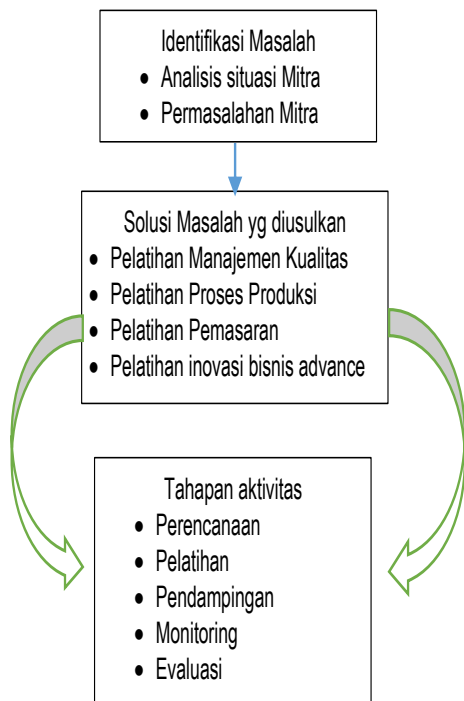 Identifikasi Masalah
• Analisis situasi Mitra
• Permasalahan Mitra
Solusi Masalah yg diusulkan
• Pelatihan Manajemen Kualitas
• Pelatihan Proses Produksi
• Pelatihan Pemasaran
• Pelatihan inovasi bisnis advance
Tahapan aktivitas
• Perencanaan
• Pelatihan
• Pendampingan
• Monitoring
• Evaluasi